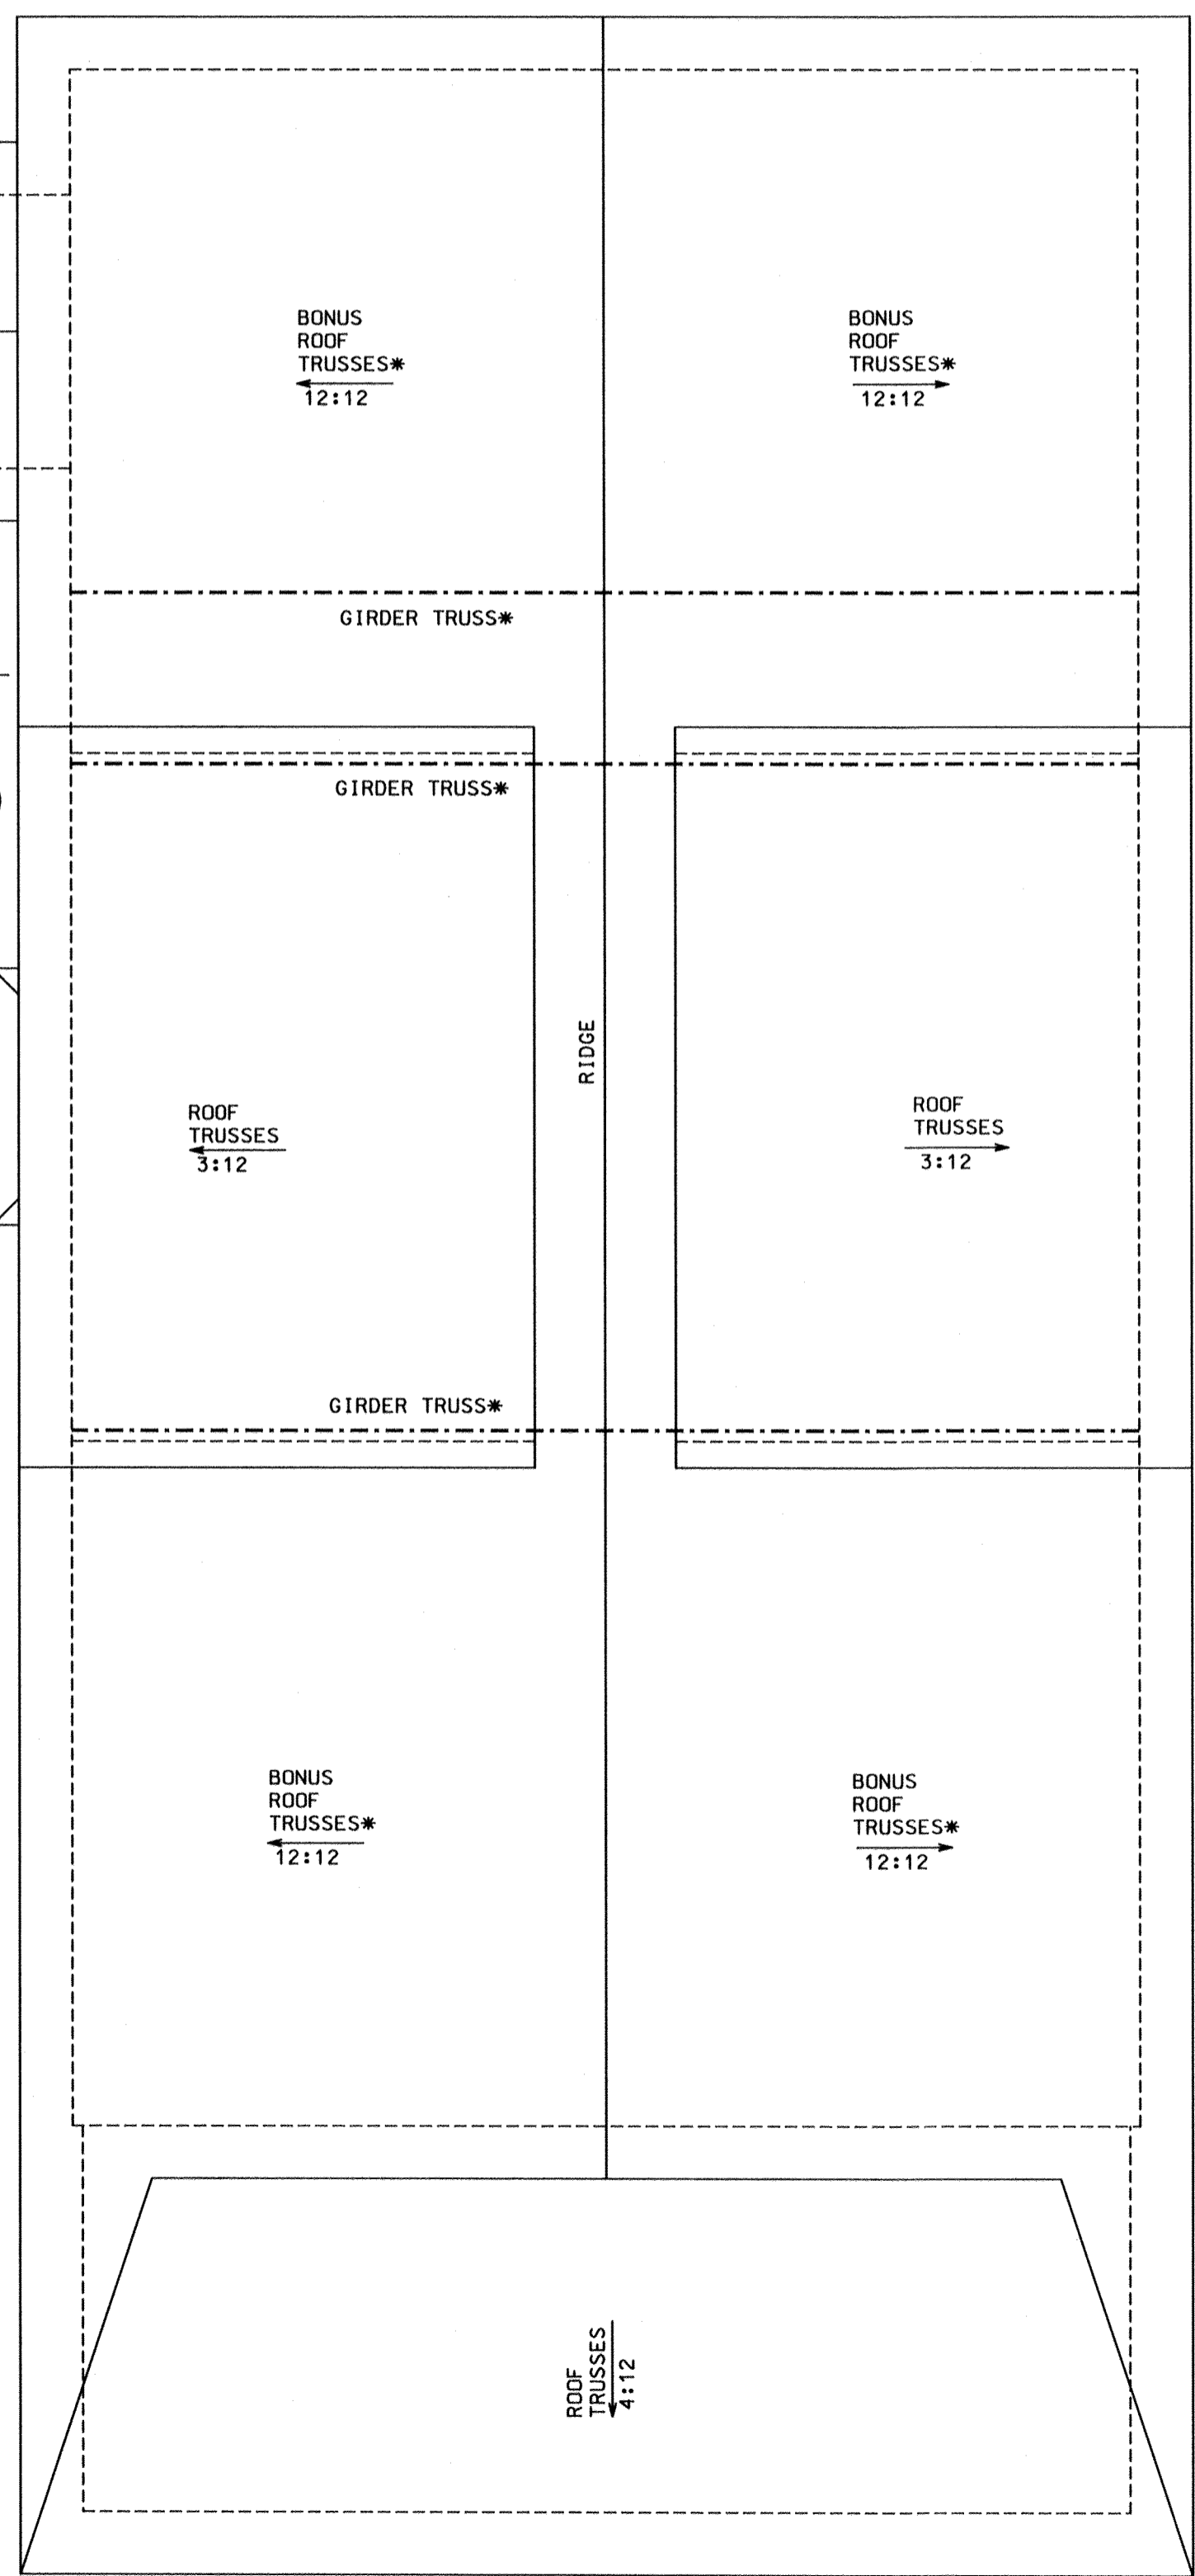 BONUS
ROOF
TRUSSES*
12:12
BONUS
ROOF
TRUSSES*
12:12
GIRDER TRUSS*
GIRDER TRUSS*
RIDGE
ROOF
TRUSSES
3:12
ROOF
TRUSSES
3:12
GIRDER TRUSS*
BONUS
ROOF
TRUSSES*
12:12
BONUS
ROOF
TRUSSES*
12:12
ROOF
TRUSSES
4:12